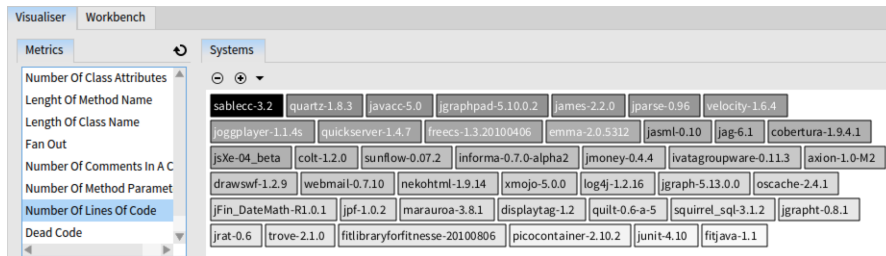 Visualiser Workbench
Metrics
Systems
Number Of Class Attributes
Lenght Of Method Name
Length Of Class Name
Fan Out
Number Of Comments In A C
Number Of Method Paramet
Number Of Lines Of Code
Dead Code
sablecc-3.2 quartz-1.8.3 javacc-5.0 jgraphpad-5.10.0.2 james-2.2.0 jparse-0.96 velocity-1.6.4
joggplayer-1.1.4s quickserver-1.4.7 freecs-1.3.20100406 emma-2.0.5312 jasml-0.10 jag-6.1 cobertura-1.9.4.1
jsXe-04_beta colt-1.2.0 sunflow-0.07.2 informa-0.7.0-alpha2 jmoney-0.4.4 ivatagroupware-0.11.3 axion-1.0-M2
drawswf-1.2.9 webmail-0.7.10 nekohtml-1.9.14 xmojo-5.0.0 log4j-1.2.16 jgraph-5.13.0.0 oscache-2.4.1
jFin_DateMath-R1.0.1 jpf-1.0.2 marauroa-3.8.1 displaytag-1.2 quilt-0.6-a-5 squirrel_sql-3.1.2 jgrapht-0.8.1
jrat-0.6 trove-2.1.0 fitlibraryforfitnesse-20100806 picocontainer-2.10.2 junit-4.10 fitjava-1.1